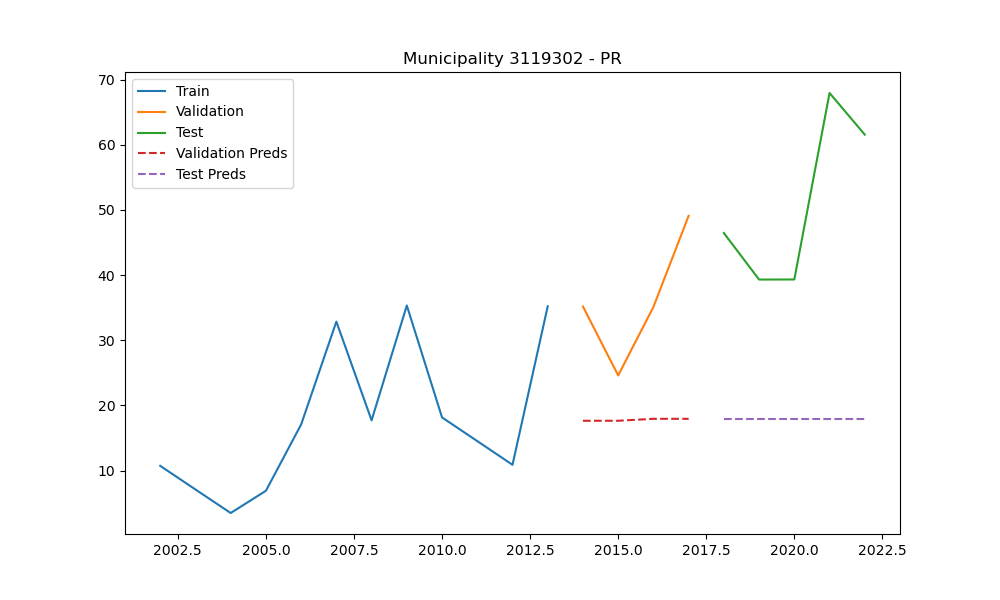 Municipality 3119302 - PR
Train
Validation
Test
Validation Preds
Test Preds
70
60
50
40
30
20
10
2002.5 2005.0 2007.5 2010.0 2012.5 2015.0 2017.5 2020.0 2022.5